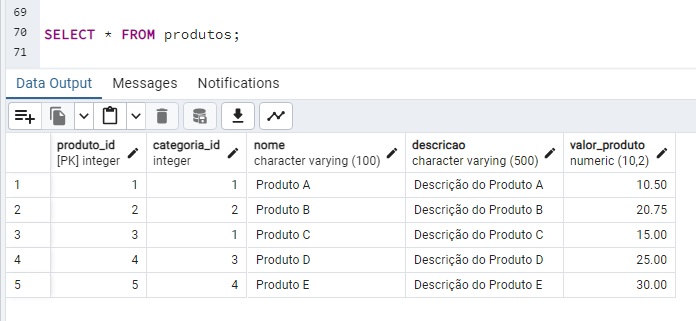 69
70 SELECT * FROM produtos;
71
Data Output Messages Notifications
produto_id categoria_id nome descricao valor_produto
[PK] integer integer character varying (100) character varying (500) numeric (10,2)
1 1 1 Produto A Descrição do Produto A 10.50
2 2 2 Produto B Descrição do Produto B 20.75
3 3 1 Produto C Descrição do Produto C 15.00
4 4 3 Produto D Descrição do Produto D 25.00
5 5 4 Produto E Descrição do Produto E 30.00